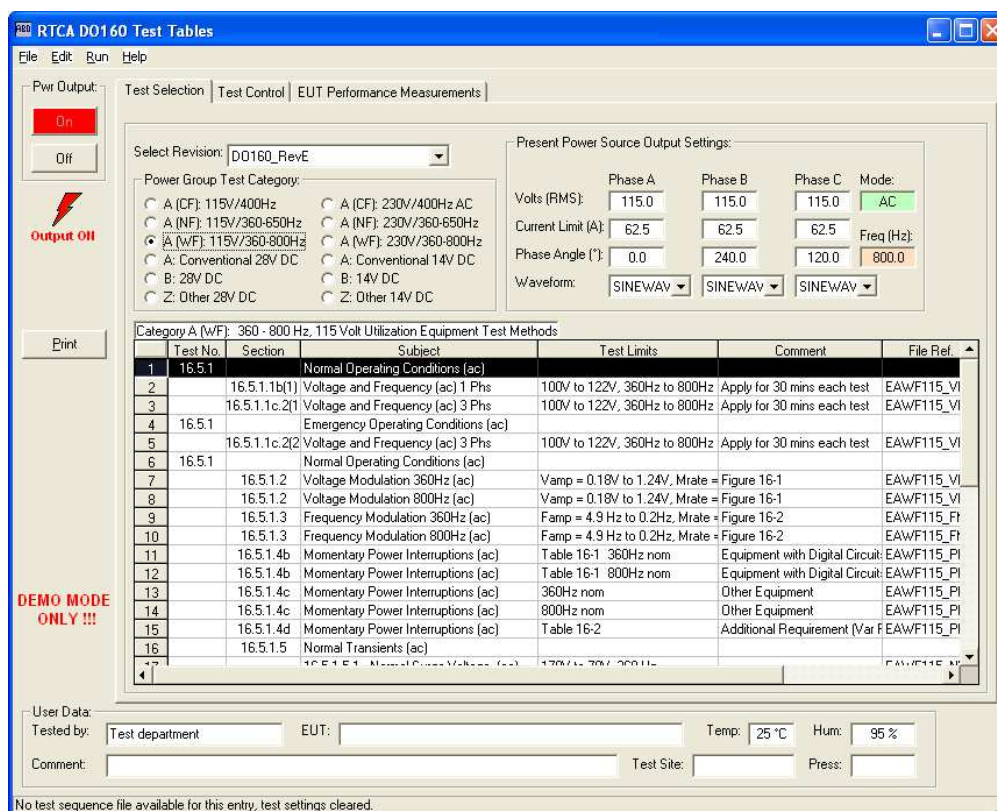 RTCA DO160 Test Tables
File Edit Run Help
Pwr Output:
On
Off
Output ON
Print
DEMO MODE
ONLY !!!
Test Selection Test Control EUT Performance Measurements
Select Revision: DO160_RevE
Power Group Test Category:
A (CF): 115V/400Hz A (CF): 230V/400Hz AC
A (NF): 115V/360-650Hz A (NF): 230V/360-650Hz
A (WF): 115V/360-800Hz A (WF): 230V/360-800Hz
A: Conventional 28V DC A: Conventional 14V DC
B: 28V DC B: 14V DC
Z: Other 28V DC Z: Other 14V DC
Present Power Source Output Settings:
Phase A Phase B Phase C Mode:
Volts (RMS): 115.0 115.0 115.0 AC
Current Limit (A): 62.5 62.5 62.5 Freq (Hz):
Phase Angle (°): 0.0 240.0 120.0 800.0
Waveform: SINEWAV SINEWAV SINEWAV
Category A (WF): 360 - 800 Hz, 115 Volt Utilization Equipment Test Methods
Test No. Section Subject Test Limits Comment File Ref.
1 16.5.1 Normal Operating Conditions (ac)
2 16.5.1.1b(1) Voltage and Frequency (ac) 1 Phs 100V to 122V, 360Hz to 800Hz Apply for 30 mins each test EAWF115_VI
3 16.5.1.1c.2(1 Voltage and Frequency (ac) 3 Phs 100V to 122V, 360Hz to 800Hz Apply for 30 mins each test EAWF115_VI
4 16.5.1 Emergency Operating Conditions (ac)
5 16.5.1.1c.2(2 Voltage and Frequency (ac) 3 Phs 100V to 122V, 360Hz to 800Hz Apply for 30 mins each test EAWF115_VI
6 16.5.1 Normal Operating Conditions (ac)
7 16.5.1.2 Voltage Modulation 360Hz (ac) Vamp = 0.18V to 1.24V, Mrate = Figure 16-1 EAWF115_VI
8 16.5.1.2 Voltage Modulation 800Hz (ac) Vamp = 0.18V to 1.24V, Mrate = Figure 16-1 EAWF115_VI
9 16.5.1.3 Frequency Modulation 360Hz (ac) Famp = 4.9 Hz to 0.2Hz, Mrate = Figure 16-2 EAWF115_FM
10 16.5.1.3 Frequency Modulation 800Hz (ac) Famp = 4.9 Hz to 0.2Hz, Mrate = Figure 16-2 EAWF115_FM
11 16.5.1.4b Momentary Power Interruptions (ac) Table 16-1 360Hz nom Equipment with Digital Circuit EAWF115_PI
12 16.5.1.4b Momentary Power Interruptions (ac) Table 16-1 800Hz nom Equipment with Digital Circuit EAWF115_PI
13 16.5.1.4c Momentary Power Interruptions (ac) 360Hz nom Other Equipment EAWF115_PI
14 16.5.1.4c Momentary Power Interruptions (ac) 800Hz nom Other Equipment EAWF115_PI
15 16.5.1.4d Momentary Power Interruptions (ac) Table 16-2 Additional Requirement (Var F EAWF115_PI
16 16.5.1.5 Normal Transients (ac)
User Data:
Tested by: Test department EUT: Temp: 25 °C Hum: 95 %
Comment: Test Site: Press:
No test sequence file available for this entry, test settings cleared.